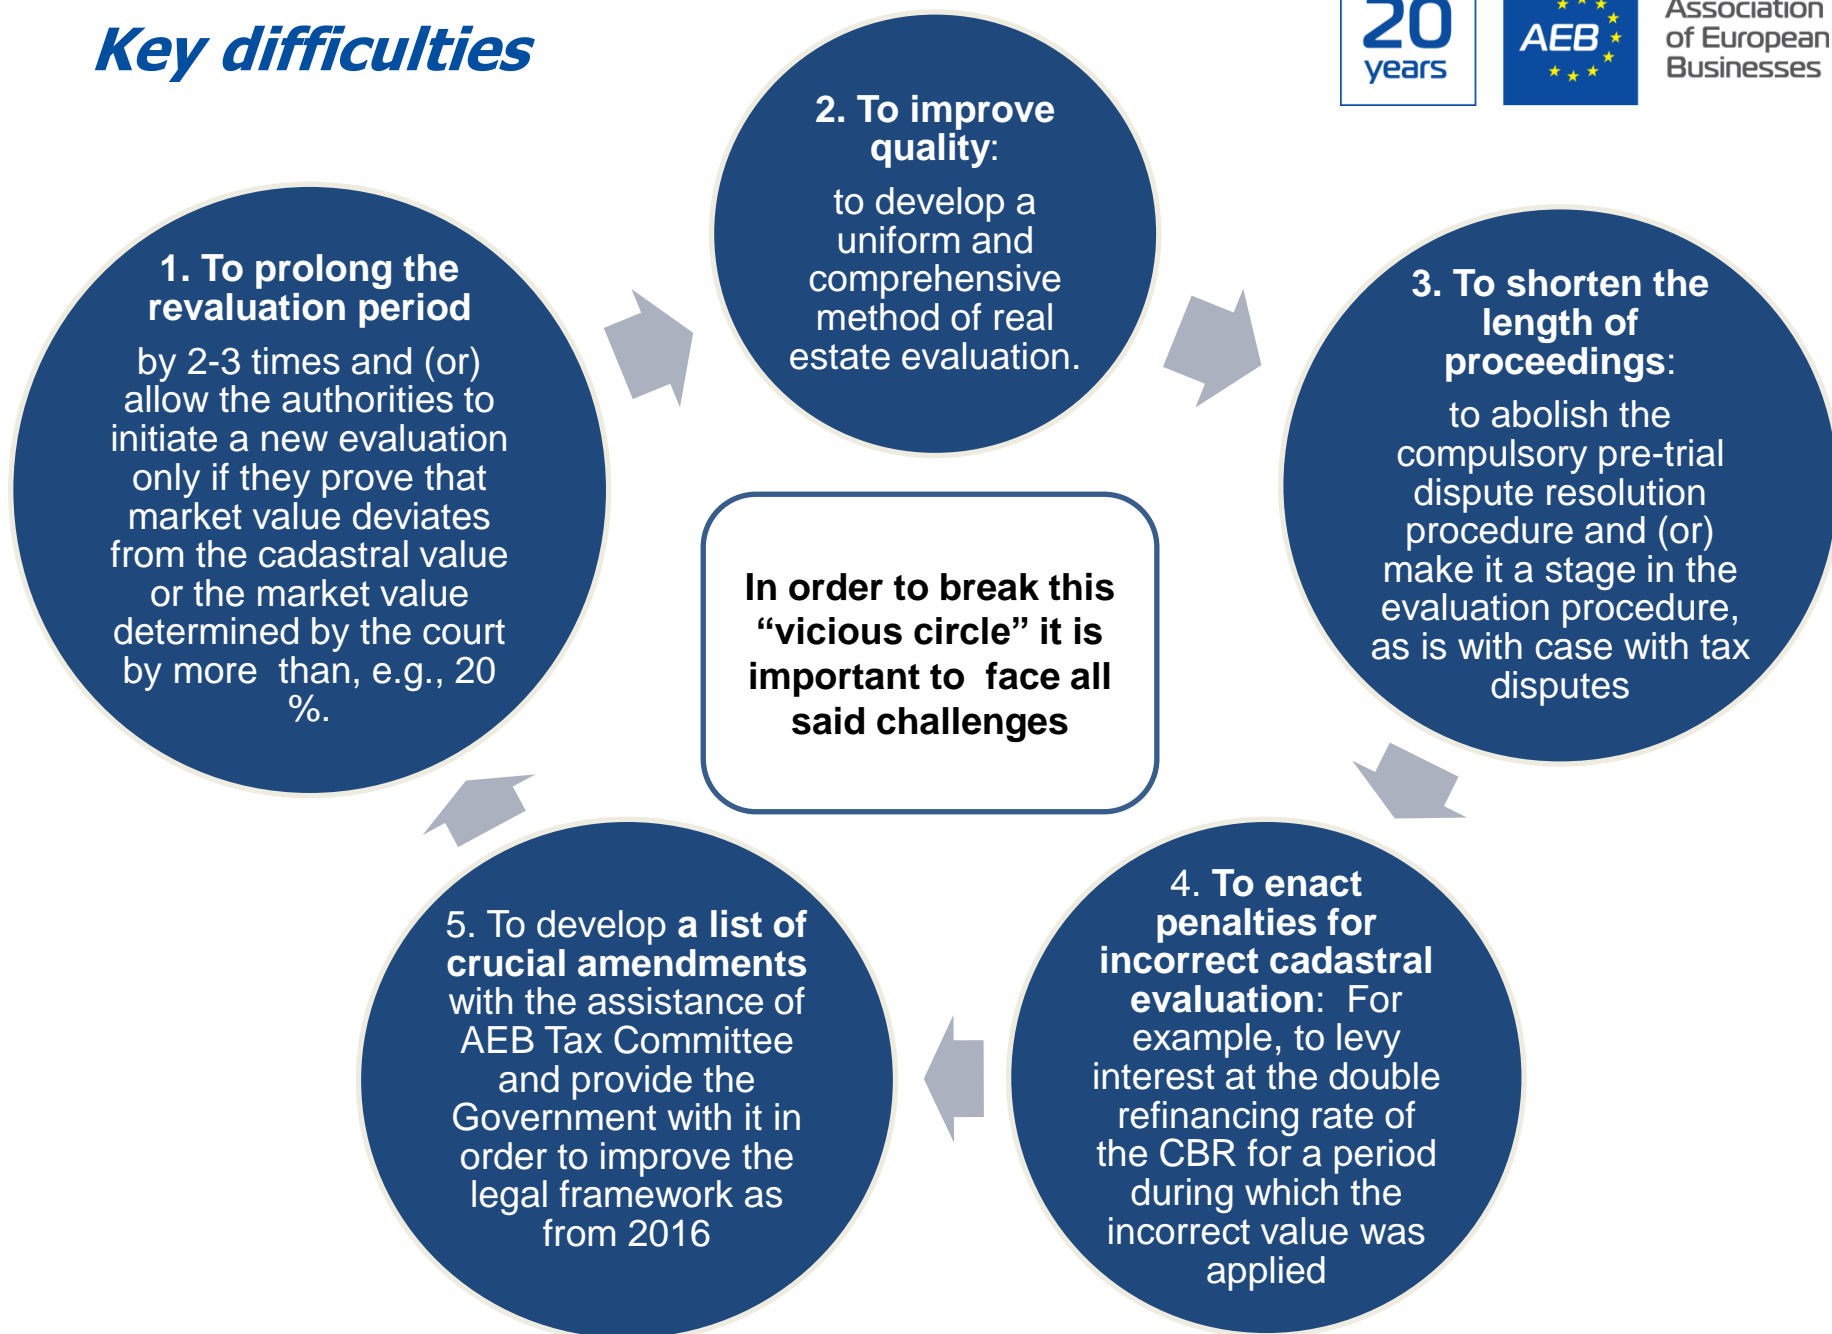 Key difficulties
20
years
AEB
Association
of European
Businesses
1. To prolong the
revaluation period
by 2-3 times and (or)
allow the authorities to
initiate a new evaluation
only if they prove that
market value deviates
from the cadastral value
or the market value
determined by the court
by more  than, e.g., 20
%.
2. To improve
quality:
to develop a
uniform and
comprehensive
method of real
estate evaluation.
3. To shorten the
length of
proceedings:
to abolish the
compulsory pre-trial
dispute resolution
procedure and (or)
make it a stage in the
evaluation procedure,
as is with case with tax
disputes
4. To enact
penalties for
incorrect cadastral
evaluation:  For
example, to levy
interest at the double
refinancing rate of
the CBR for a period
during which the
incorrect value was
applied
5. To develop a list of
crucial amendments
with the assistance of
AEB Tax Committee
and provide the
Government with it in
order to improve the
legal framework as
from 2016
In order to break this
“vicious circle” it is
important to  face all
said challenges